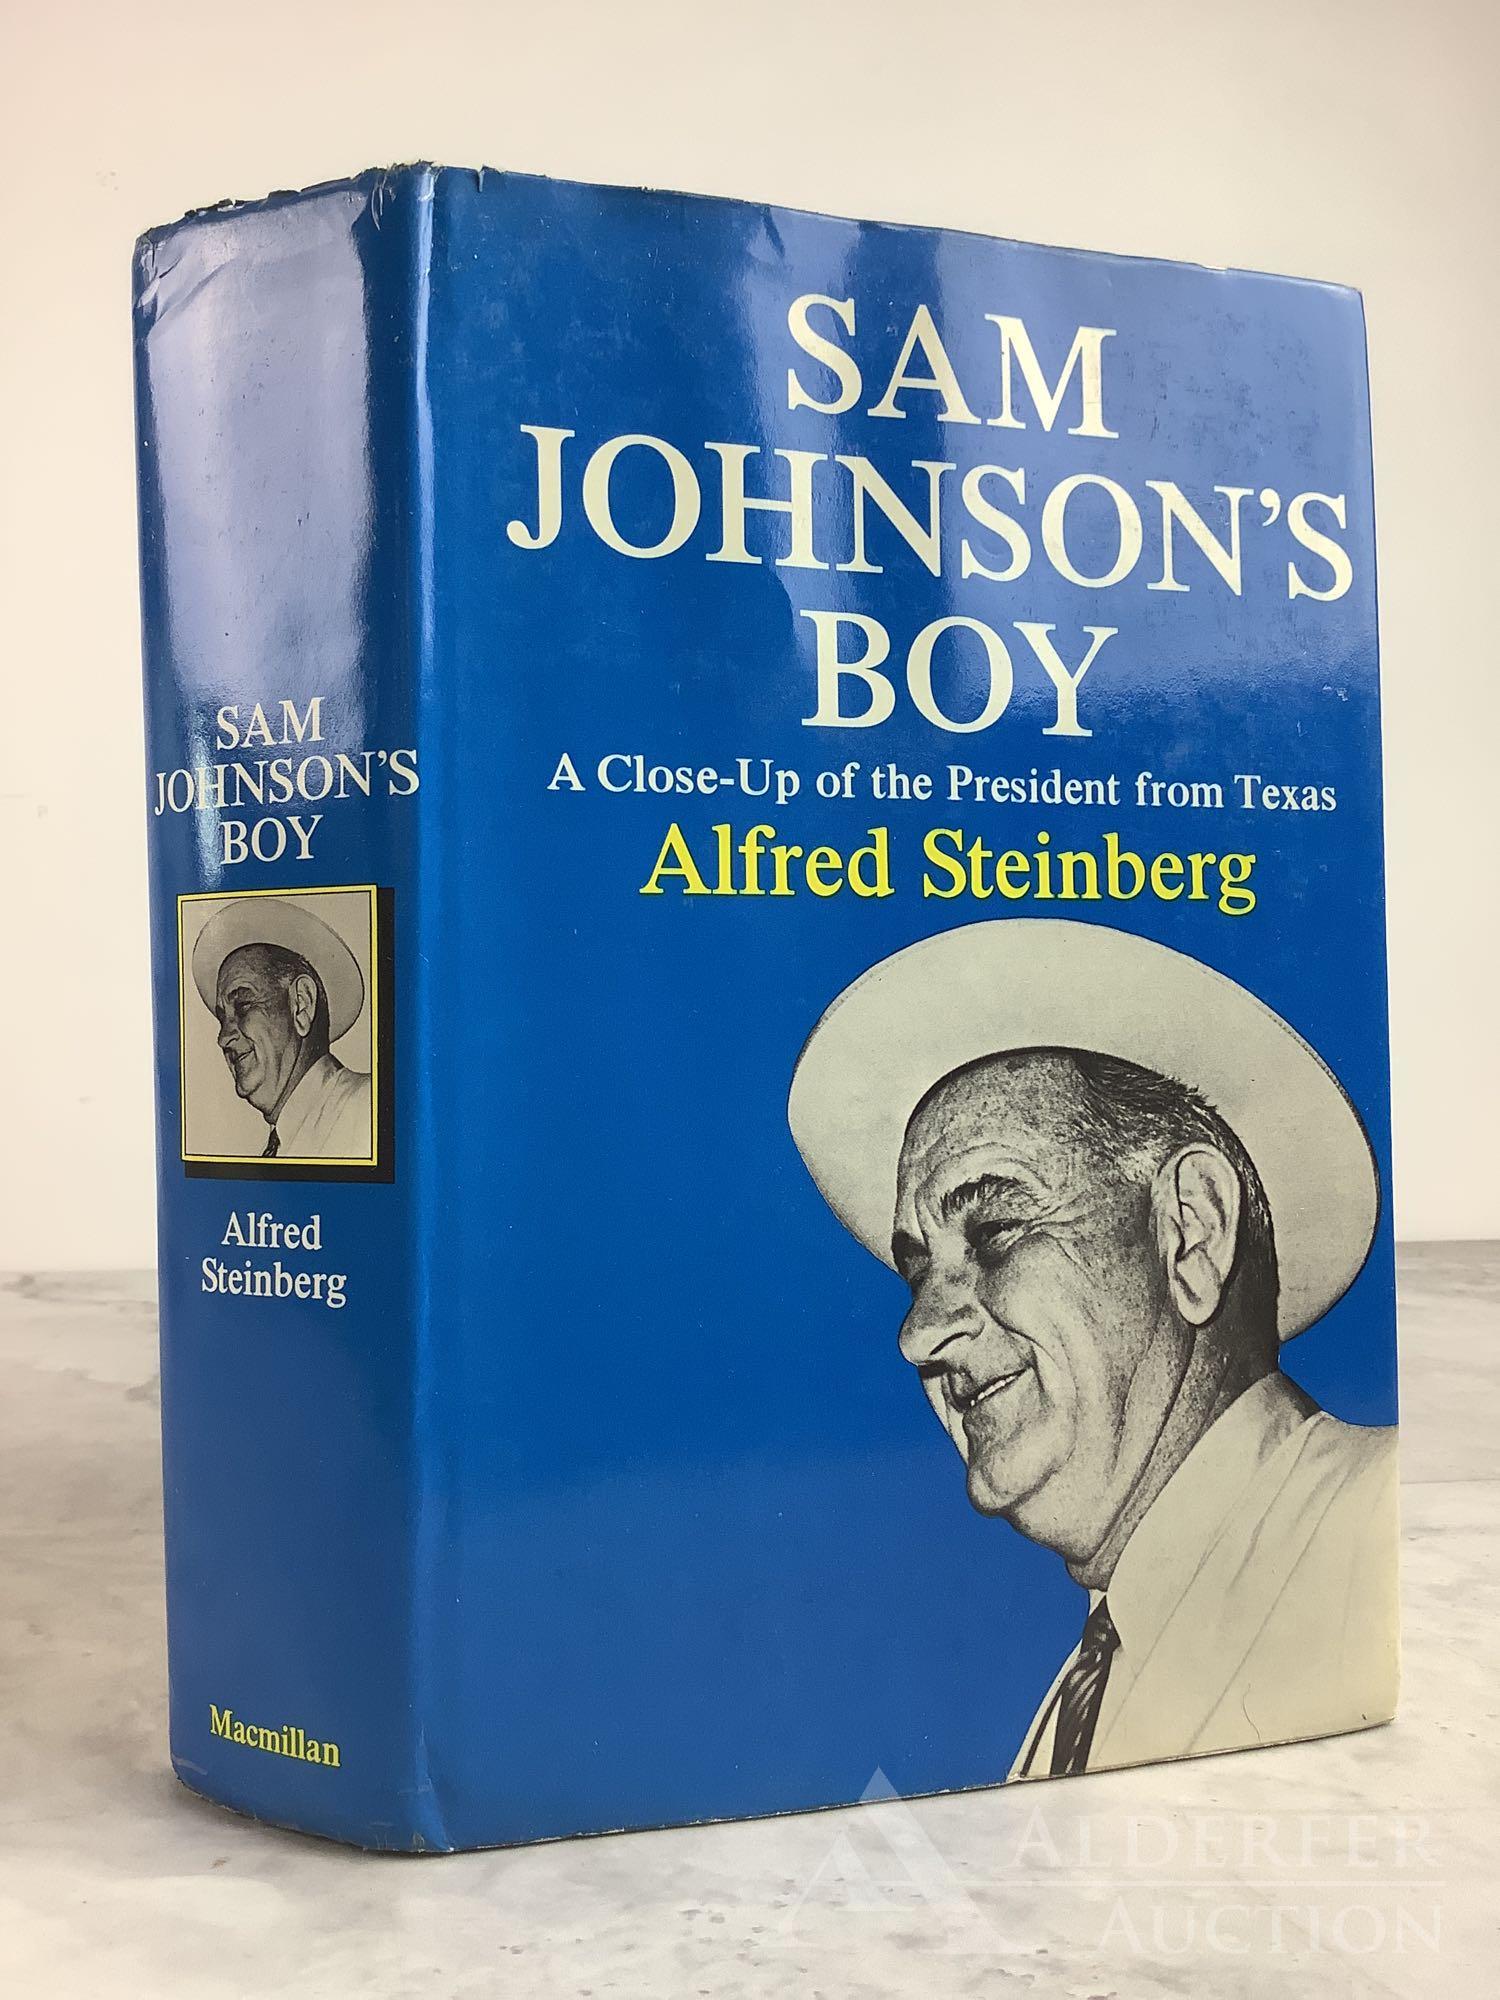 SAM
JOHNSON'S
BOY
A Close-Up of the President from Texas
Alfred Steinberg
SAM
JOHNSON'S
BOY
Alfred
Steinberg
Macmillan
ALDERFER
AUCTION